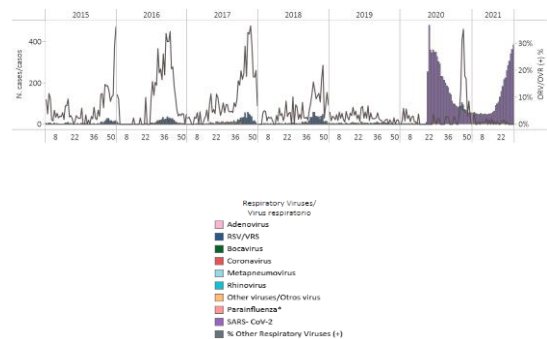 2015 2016 2017 2018 2019 2020 2021
N. cases/casos
400
200
0
30%
20%
10%
0%
ORV/OVR (+) %
8 22 36 50 8 22 36 50 8 22 36 50 8 22 36 50 8 22 36 50 8 22 36 50 8 22
Respiratory Viruses/
Virus respiratorio
Adenovirus
RSV/VRS
Bocavirus
Coronavirus
Metapneumovirus
Rhinovirus
Other viruses/Otros virus
Parainfluenza*
SARS- CoV-2
% Other Respiratory Viruses (+)